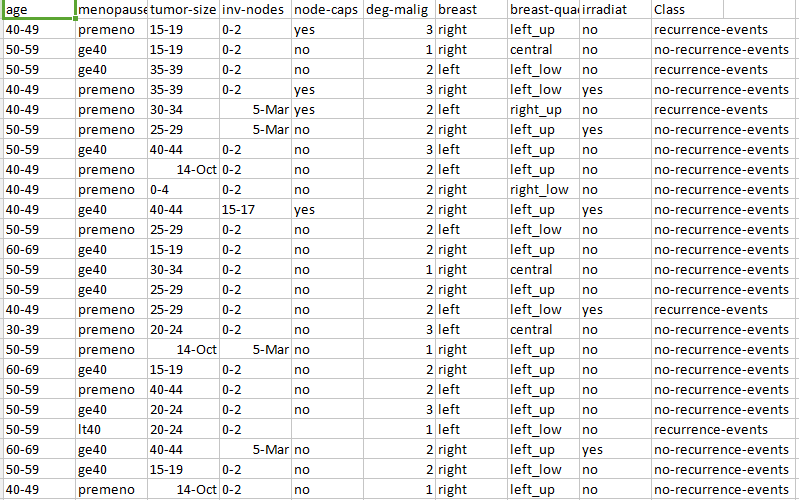 age menopause tumor-size inv-nodes node-caps deg-malig breast breast-quad irradiat Class
40-49 premeno 15-19 0-2 yes 3 right left_up no recurrence-events
50-59 ge40 15-19 0-2 no 1 right central no no-recurrence-events
50-59 ge40 35-39 0-2 no 2 left left_low no recurrence-events
40-49 premeno 35-39 0-2 yes 3 right left_low yes no-recurrence-events
40-49 premeno 30-34 5-Mar yes 2 left right_up no recurrence-events
50-59 premeno 25-29 5-Mar no 2 right left_up yes no-recurrence-events
50-59 ge40 40-44 0-2 no 3 left left_up no no-recurrence-events
40-49 premeno 14-Oct 0-2 no 2 left left_up no no-recurrence-events
40-49 premeno 0-4 0-2 no 2 right right_low no no-recurrence-events
40-49 ge40 40-44 15-17 yes 2 right left_up yes no-recurrence-events
50-59 premeno 25-29 0-2 no 2 left left_low no no-recurrence-events
60-69 ge40 15-19 0-2 no 2 right left_up no no-recurrence-events
50-59 ge40 30-34 0-2 no 1 right central no no-recurrence-events
50-59 ge40 25-29 0-2 no 2 right left_up no no-recurrence-events
40-49 premeno 25-29 0-2 no 2 left left_low yes recurrence-events
30-39 premeno 20-24 0-2 no 3 left central no no-recurrence-events
50-59 premeno 14-Oct 5-Mar no 1 right left_up no no-recurrence-events
60-69 ge40 15-19 0-2 no 2 right left_up no no-recurrence-events
50-59 premeno 40-44 0-2 no 2 left left_up no no-recurrence-events
50-59 ge40 20-24 0-2 no 3 left left_up no no-recurrence-events
50-59 lt40 20-24 0-2 1 left left_low no recurrence-events
60-69 ge40 40-44 5-Mar no 2 right left_up yes no-recurrence-events
50-59 ge40 15-19 0-2 no 2 right left_low no no-recurrence-events
40-49 premeno 14-Oct 0-2 no 1 right left_up no no-recurrence-events